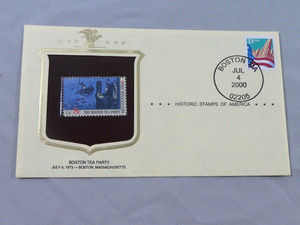 BOSTON MA
JUL
4
2000
02205
HISTORIC STAMPS OF AMERICA
THE BOSTON TEA PARTY
BOSTON TEA PARTY
JULY 4, 1973 — BOSTON, MASSACHUSETTS